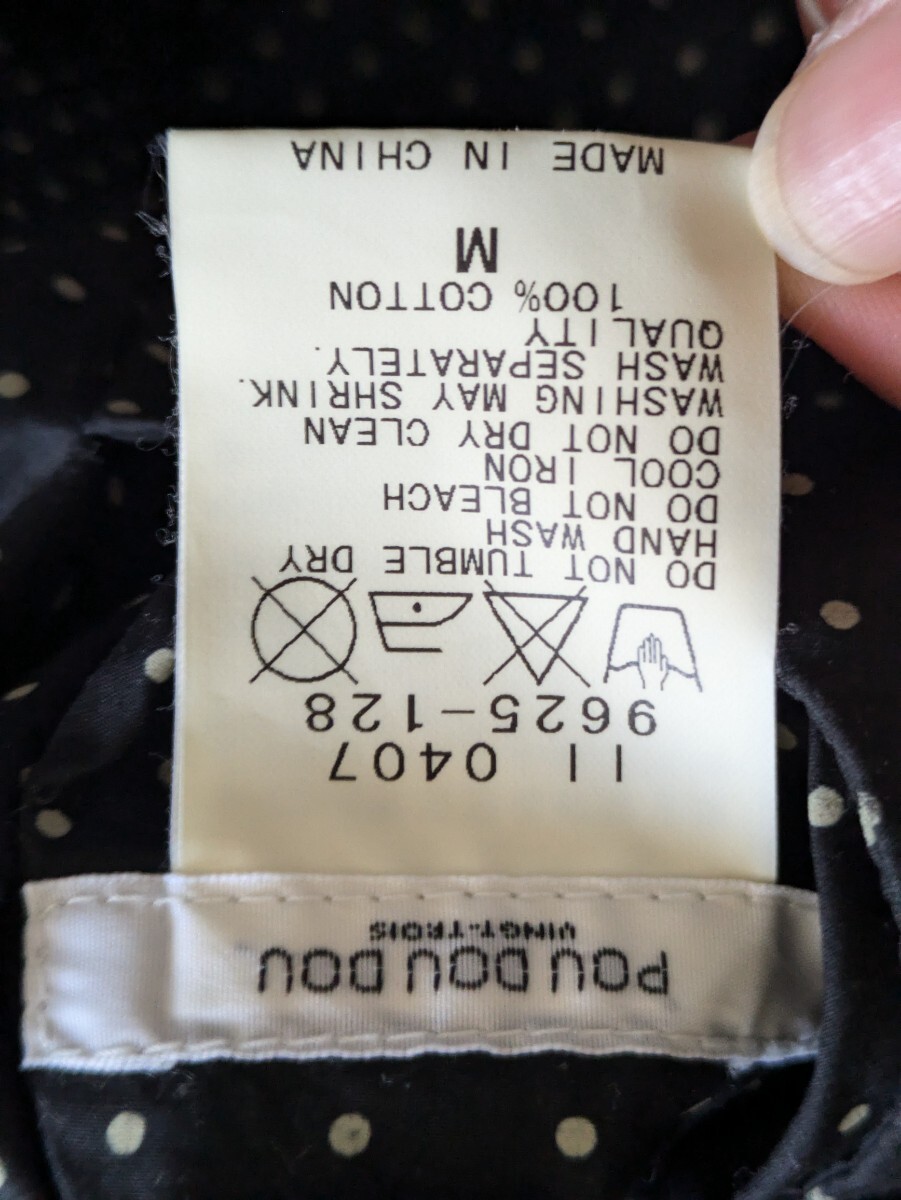 POU DOU DOU
VINGT-TROIS
11 0407
9625-128
DO NOT TUMBLE DRY
HAND WASH
DO NOT BLEACH
COOL IRON
DO NOT DRY CLEAN
WASHING MAY SHRINK.
WASH SEPARATELY.
QUALITY
100% COTTON
M
MADE IN CHINA